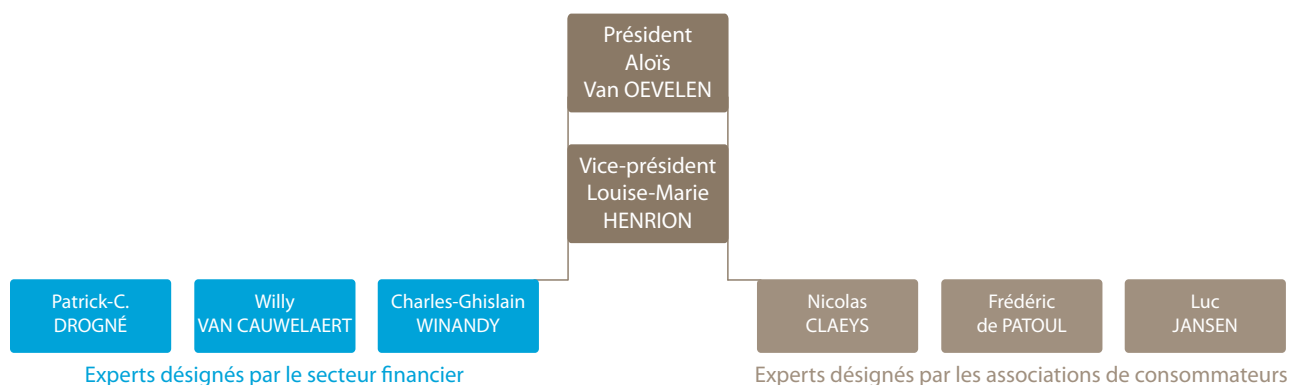 Président
Aloïs
Van OEVELEN
Vice-président
Louise-Marie
HENRION
Patrick-C.
DROGNÉ
Willy
VAN CAUWELAERT
Charles-Ghislain
WINANDY
Nicolas
CLAEYS
Frédéric
de PATOUL
Luc
JANSEN
Experts désignés par le secteur financier
Experts désignés par les associations de consommateurs